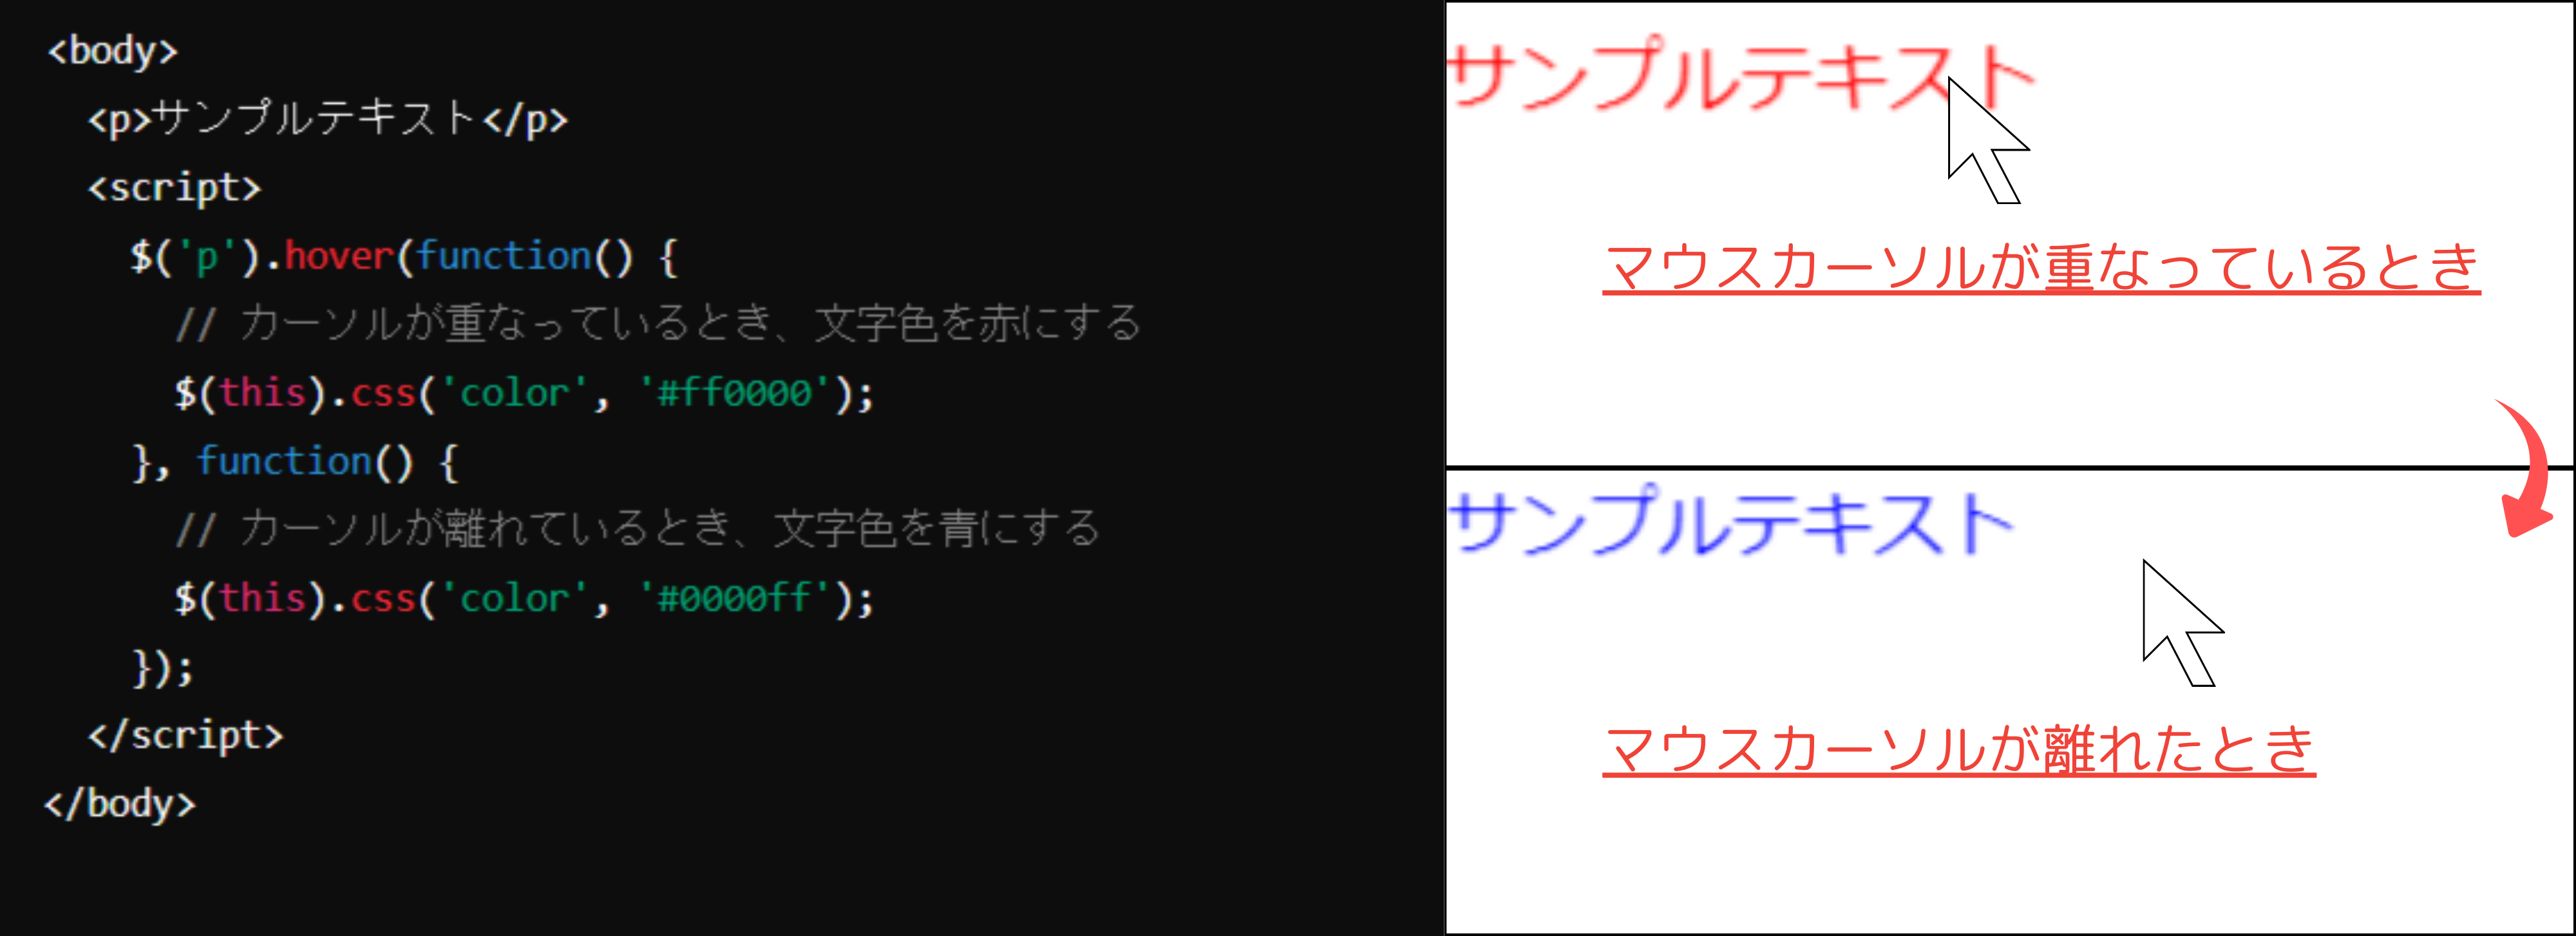 <body>
<p>サンプルテキスト</p>
<script>
$('p').hover(function() {
// カーソルが重なっているとき、文字色を赤にする
$(this).css('color', '#ff0000');
}, function() {
// カーソルが離れているとき、文字色を青にする
$(this).css('color', '#0000ff');
});
</script>
</body>
サンプルテキスト
マウスカーソルが重なっているとき
サンプルテキスト
マウスカーソルが離れたとき